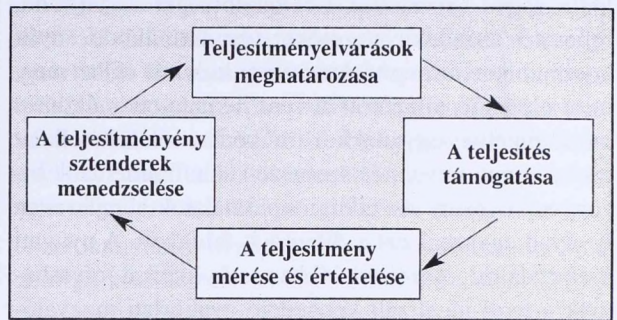 Teljesítményelvárások
meghatározása
A teljesítés
támogatása
A teljesítmény
mérése és értékelése
A teljesítményény
sztenderek
menedzselése